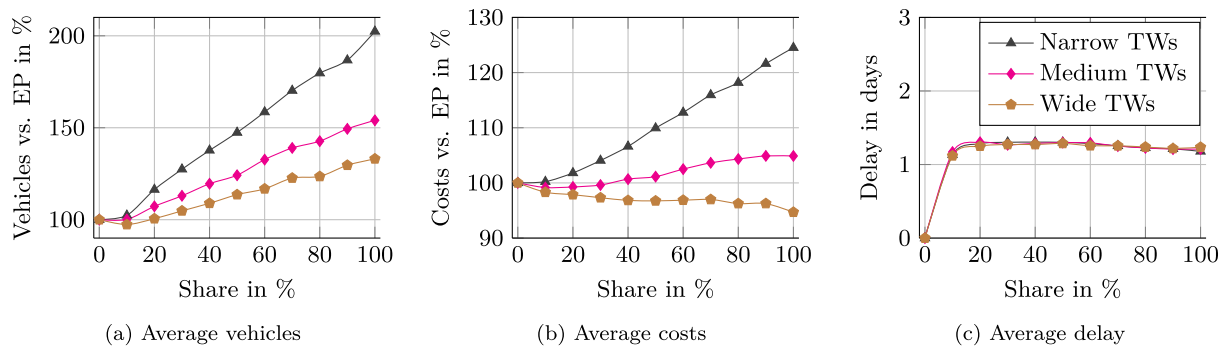 Vehicles vs. EP in %
200
150
100
0 20 40 60 80 100
Share in %
(a) Average vehicles
Costs vs. EP in %
130
120
110
100
90
0 20 40 60 80 100
Share in %
(b) Average costs
Delay in days
3
2
1
0
0 20 40 60 80 100
Share in %
Narrow TWs
Medium TWs
Wide TWs
(c) Average delay